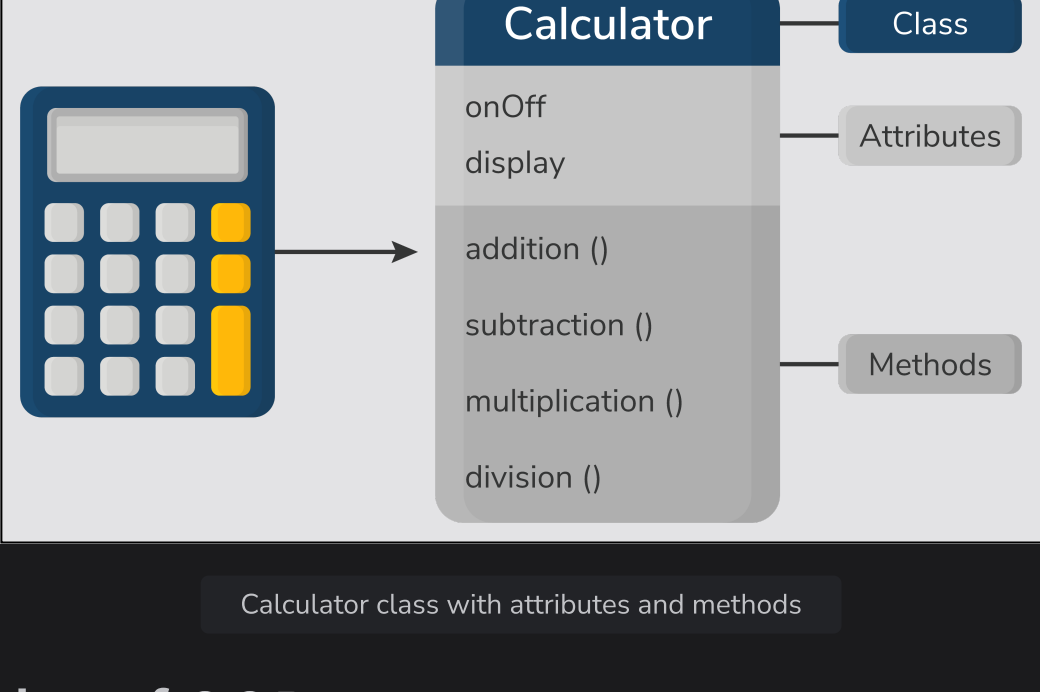 Calculator
Class
onOff
Attributes
display
addition ()
subtraction ()
Methods
multiplication ()
division ()
Calculator class with attributes and methods